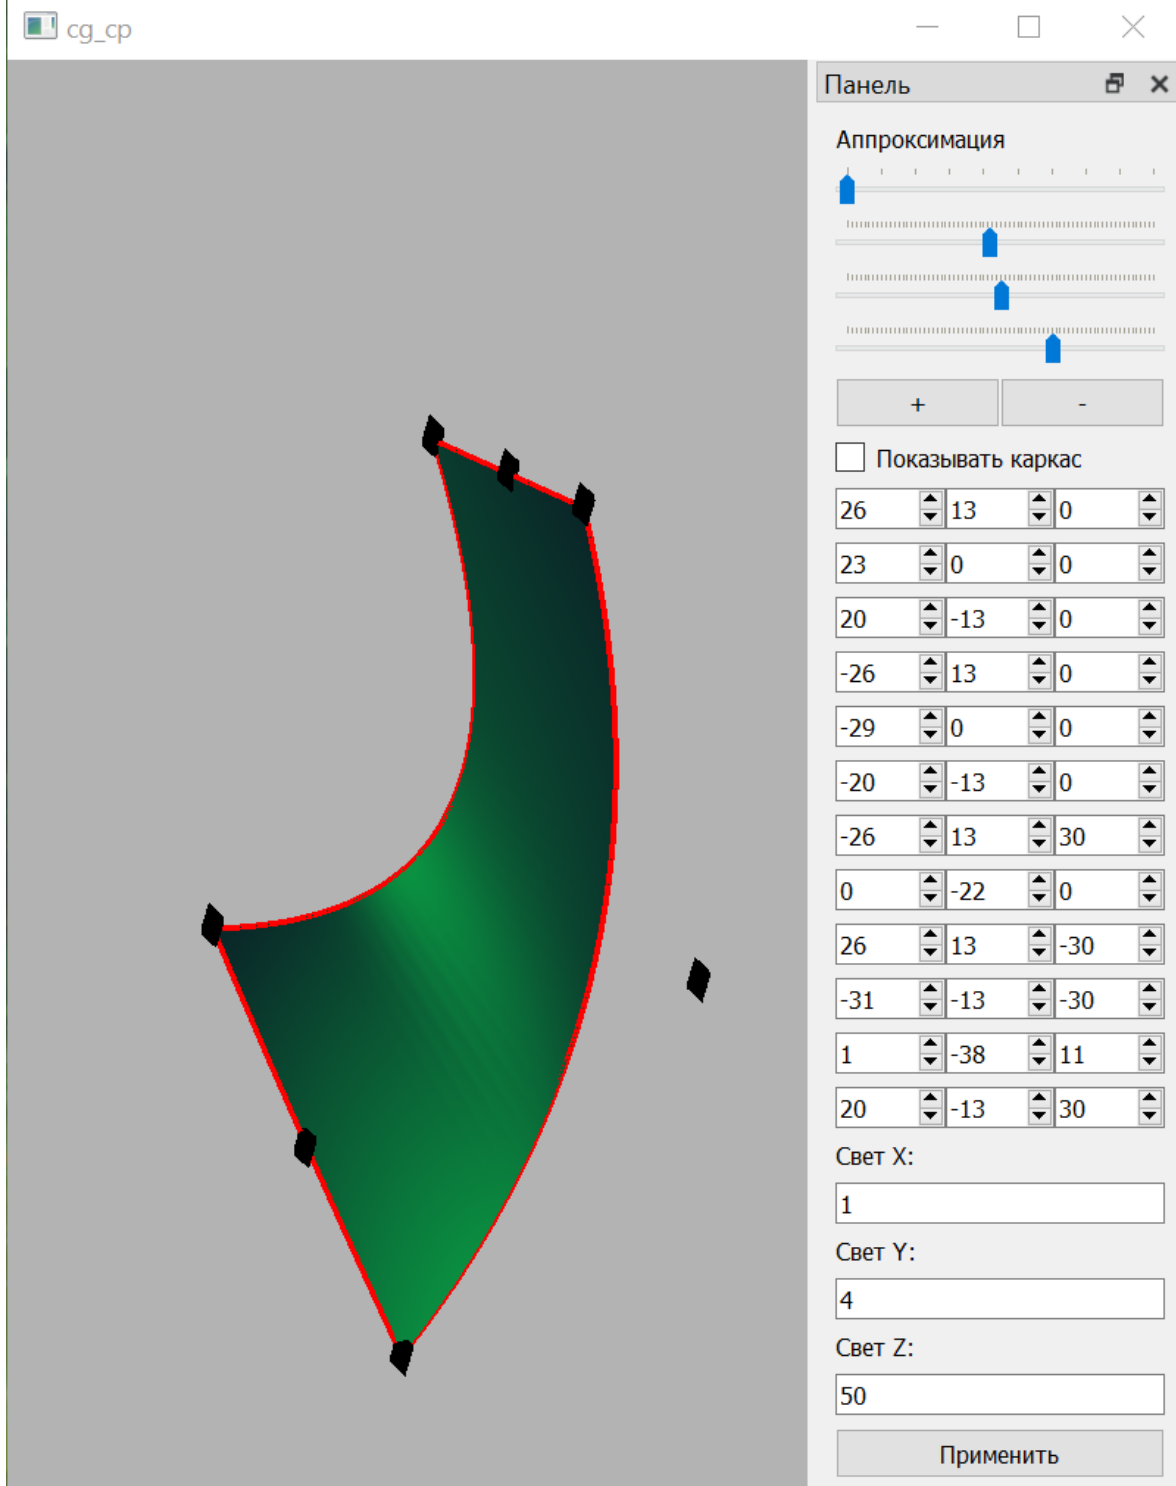 cg_cp
Панель
Аппроксимация
+ -
Показывать каркас
26 13 0
23 0 0
20 -13 0
-26 13 0
-29 0 0
-20 -13 0
-26 13 30
0 -22 0
26 13 -30
-31 -13 -30
1 -38 11
20 -13 30
Свет X:
1
Свет Y:
4
Свет Z:
50
Применить